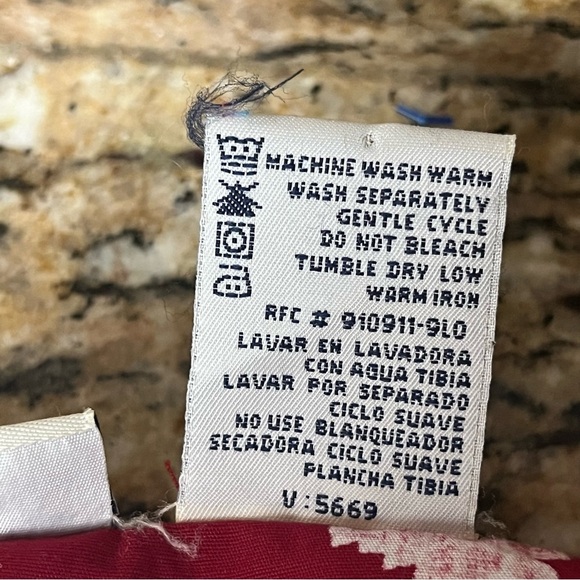 MACHINE WASH WARM
WASH SEPARATELY
GENTLE CYCLE
DO NOT BLEACH
TUMBLE DRY LOW
WARM IRON
RFC # 910911-9L0
LAVAR EN LAVADORA
CON AGUA TIBIA
LAVAR POR SEPARADO
CICLO SUAVE
NO USE BLANQUEADOR
SECADORA CICLO SUAVE
PLANCHA TIBIA
V:5669